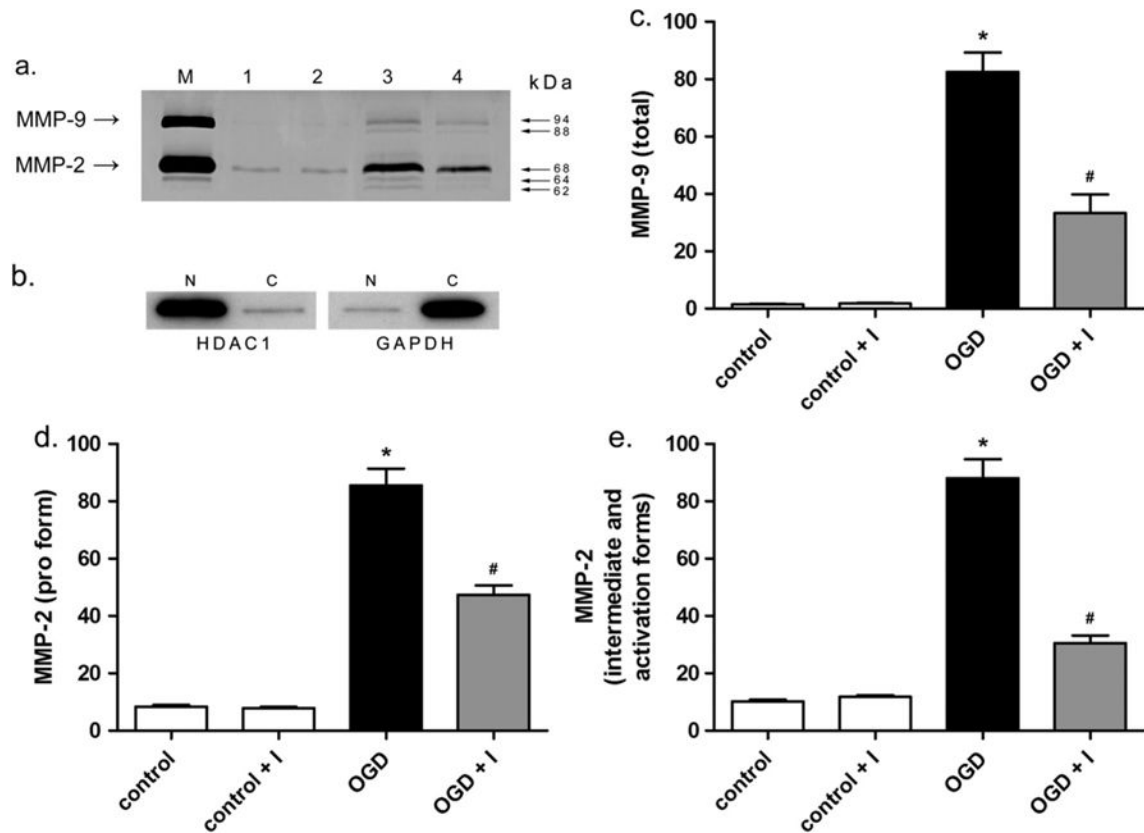 a.
M 1 2 3 4 kDa
MMP-9 →
← 94
← 88
MMP-2 →
← 68
← 64
← 62
b.
N C N C
HDAC1 GAPDH
c.
MMP-9 (total)
100
80
60
40
20
0
*
#
control
control + I
OGD
OGD + I
d.
MMP-2 (pro form)
100
80
60
40
20
0
*
#
control
control + I
OGD
OGD + I
e.
MMP-2
(intermediate and
activation forms)
100
80
60
40
20
0
*
#
control
control + I
OGD
OGD + I